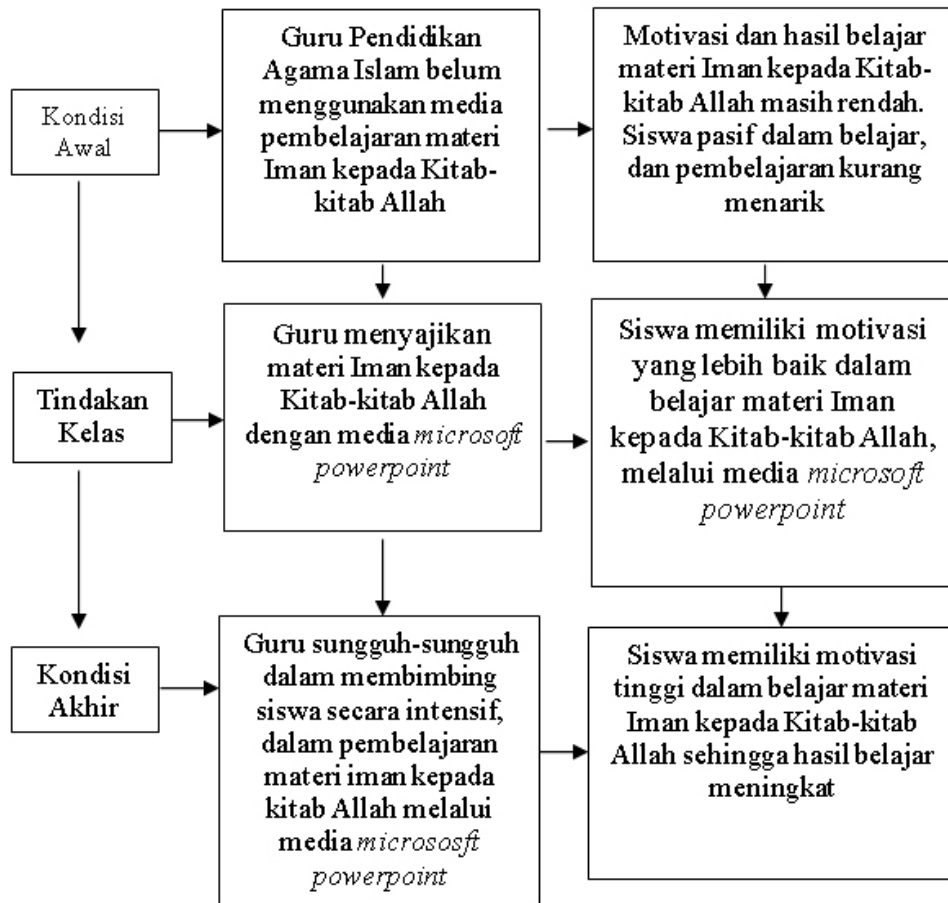 Kondisi
Awal
Guru Pendidikan
Agama Islam belum
menggunakan media
pembelajaran materi
Iman kepada Kitab-
kitab Allah
Motivasi dan hasil belajar
materi Iman kepada Kitab-
kitab Allah masih rendah.
Siswa pasif dalam belajar,
dan pembelajaran kurang
menarik
Tindakan
Kelas
Guru menyajikan
materi Iman kepada
Kitab-kitab Allah
dengan media microsoft
powerpoint
Siswa memiliki motivasi
yang lebih baik dalam
belajar materi Iman
kepada Kitab-kitab Allah,
melalui media microsoft
powerpoint
Kondisi
Akhir
Guru sungguh-sungguh
dalam membimbing
siswa secara intensif,
dalam pembelajaran
materi iman kepada
kitab Allah melalui
media micrososft
powerpoint
Siswa memiliki motivasi
tinggi dalam belajar materi
Iman kepada Kitab-kitab
Allah sehingga hasil belajar
meningkat